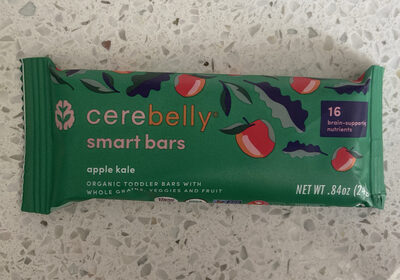 cerebelly
smart bars
apple kale
ORGANIC TODDLER BARS WITH
WHOLE GRAINS, VEGGIES AND FRUIT
16
brain-supporting
nutrients
NET WT .84oz